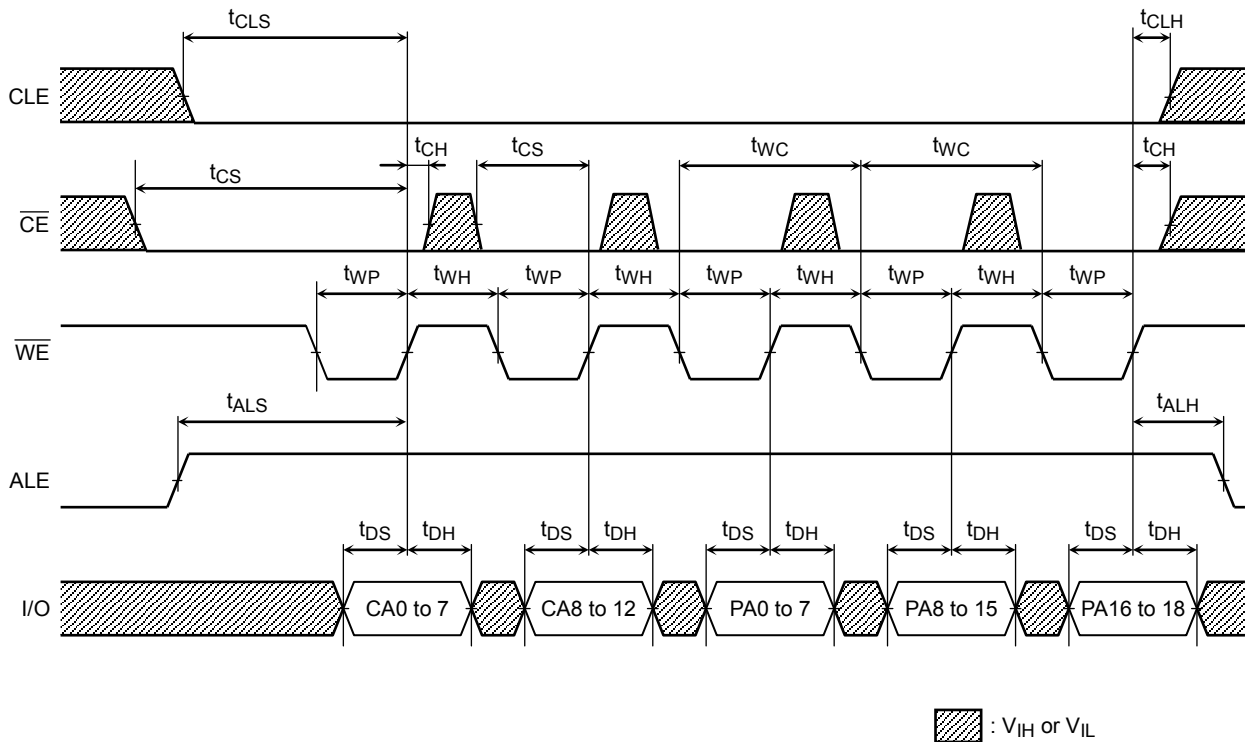 tCLS tCLH
CLE
tCH tCS tWC tWC tCH
tCS
CE
tWP tWH tWP tWH tWP tWH tWP tWH tWP
WE
tALS tALH
ALE
tDS tDH tDS tDH tDS tDH tDS tDH tDS tDH
I/O CA0 to 7 CA8 to 12 PA0 to 7 PA8 to 15 PA16 to 18
: VIH or VIL